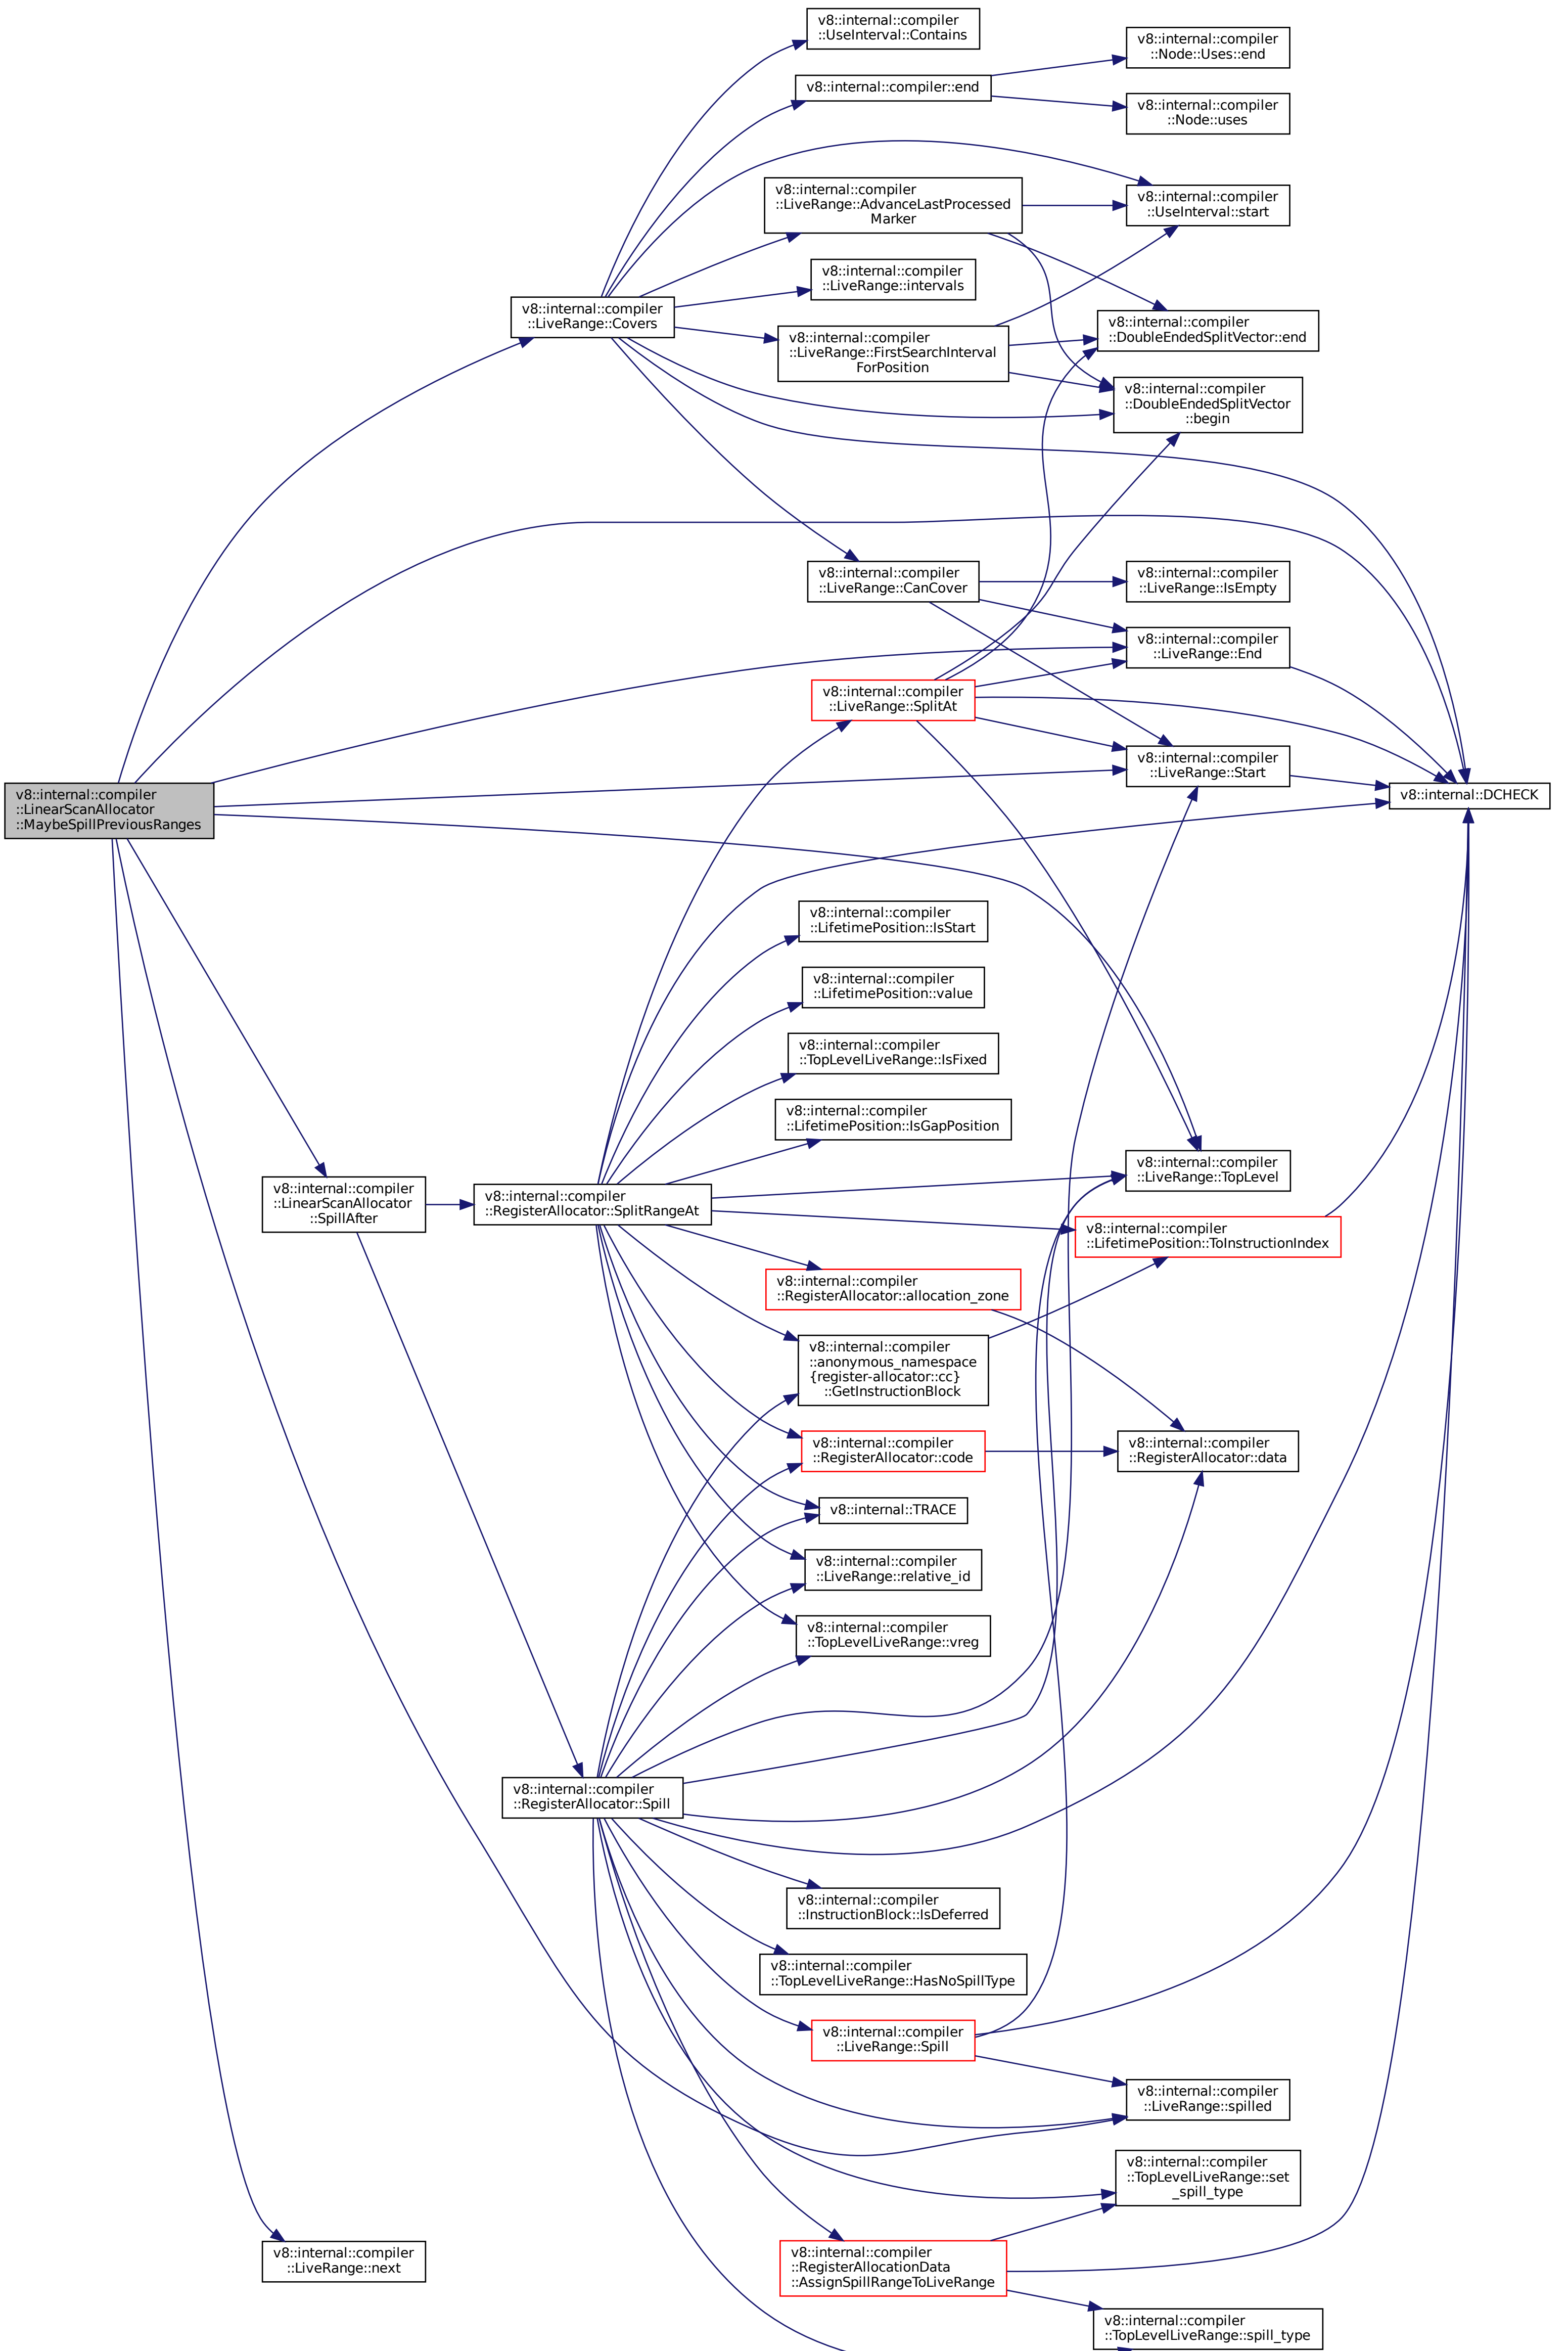 v8::internal::compiler
::UseInterval::Contains
v8::internal::compiler
::Node::Uses::end
v8::internal::compiler::end
v8::internal::compiler
::Node::uses
v8::internal::compiler
::LiveRange::AdvanceLastProcessed
Marker
v8::internal::compiler
::UseInterval::start
v8::internal::compiler
::LiveRange::intervals
v8::internal::compiler
::LiveRange::Covers
v8::internal::compiler
::DoubleEndedSplitVector::end
v8::internal::compiler
::LiveRange::FirstSearchInterval
ForPosition
v8::internal::compiler
::DoubleEndedSplitVector
::begin
v8::internal::compiler
::LiveRange::CanCover
v8::internal::compiler
::LiveRange::IsEmpty
v8::internal::compiler
::LiveRange::End
v8::internal::compiler
::LiveRange::SplitAt
v8::internal::compiler
::LiveRange::Start
v8::internal::DCHECK
v8::internal::compiler
::LinearScanAllocator
::MaybeSpillPreviousRanges
v8::internal::compiler
::LifetimePosition::IsStart
v8::internal::compiler
::LifetimePosition::value
v8::internal::compiler
::TopLevelLiveRange::IsFixed
v8::internal::compiler
::LifetimePosition::IsGapPosition
v8::internal::compiler
::LiveRange::TopLevel
v8::internal::compiler
::LinearScanAllocator
::SpillAfter
v8::internal::compiler
::RegisterAllocator::SplitRangeAt
v8::internal::compiler
::LifetimePosition::ToInstructionIndex
v8::internal::compiler
::RegisterAllocator::allocation_zone
v8::internal::compiler
::anonymous_namespace
{register-allocator::cc}
::GetInstructionBlock
v8::internal::compiler
::RegisterAllocator::code
v8::internal::compiler
::RegisterAllocator::data
v8::internal::TRACE
v8::internal::compiler
::LiveRange::relative_id
v8::internal::compiler
::TopLevelLiveRange::vreg
v8::internal::compiler
::RegisterAllocator::Spill
v8::internal::compiler
::InstructionBlock::IsDeferred
v8::internal::compiler
::TopLevelLiveRange::HasNoSpillType
v8::internal::compiler
::LiveRange::Spill
v8::internal::compiler
::LiveRange::spilled
v8::internal::compiler
::TopLevelLiveRange::set
_spill_type
v8::internal::compiler
::LiveRange::next
v8::internal::compiler
::RegisterAllocationData
::AssignSpillRangeToLiveRange
v8::internal::compiler
::TopLevelLiveRange::spill_type